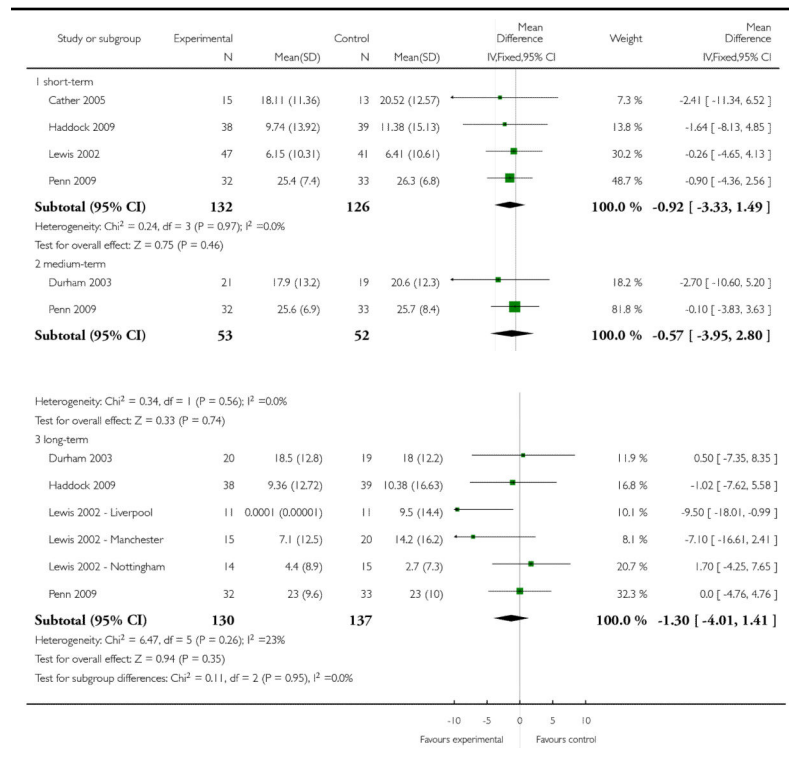 Study or subgroup Experimental Control Mean Difference Weight Mean Difference
N Mean(SD) N Mean(SD) IV,Fixed,95% CI IV,Fixed,95% CI
1 short-term
Cather 2005 15 18.11 (11.36) 13 20.52 (12.57) 7.3 % -2.41 [ -11.34, 6.52 ]
Haddock 2009 38 9.74 (13.92) 39 11.38 (15.13) 13.8 % -1.64 [ -8.13, 4.85 ]
Lewis 2002 47 6.15 (10.31) 41 6.41 (10.61) 30.2 % -0.26 [ -4.65, 4.13 ]
Penn 2009 32 25.4 (7.4) 33 26.3 (6.8) 48.7 % -0.90 [ -4.36, 2.56 ]
Subtotal (95% CI) 132 126 100.0 % -0.92 [ -3.33, 1.49 ]
Heterogeneity: Chi² = 0.24, df = 3 (P = 0.97); I² =0.0%
Test for overall effect: Z = 0.75 (P = 0.46)
2 medium-term
Durham 2003 21 17.9 (13.2) 19 20.6 (12.3) 18.2 % -2.70 [ -10.60, 5.20 ]
Penn 2009 32 25.6 (6.9) 33 25.7 (8.4) 81.8 % -0.10 [ -3.83, 3.63 ]
Subtotal (95% CI) 53 52 100.0 % -0.57 [ -3.95, 2.80 ]
Heterogeneity: Chi² = 0.34, df = 1 (P = 0.56); I² =0.0%
Test for overall effect: Z = 0.33 (P = 0.74)
3 long-term
Durham 2003 20 18.5 (12.8) 19 18 (12.2) 11.9 % 0.50 [ -7.35, 8.35 ]
Haddock 2009 38 9.36 (12.72) 39 10.38 (16.63) 16.8 % -1.02 [ -7.62, 5.58 ]
Lewis 2002 - Liverpool 11 0.0001 (0.00001) 11 9.5 (14.4) 10.1 % -9.50 [ -18.01, -0.99 ]
Lewis 2002 - Manchester 15 7.1 (12.5) 20 14.2 (16.2) 8.1 % -7.10 [ -16.61, 2.41 ]
Lewis 2002 - Nottingham 14 4.4 (8.9) 15 2.7 (7.3) 20.7 % 1.70 [ -4.25, 7.65 ]
Penn 2009 32 23 (9.6) 33 23 (10) 32.3 % 0.0 [ -4.76, 4.76 ]
Subtotal (95% CI) 130 137 100.0 % -1.30 [ -4.01, 1.41 ]
Heterogeneity: Chi² = 6.47, df = 5 (P = 0.26); I² =23%
Test for overall effect: Z = 0.94 (P = 0.35)
Test for subgroup differences: Chi² = 0.11, df = 2 (P = 0.95), I² =0.0%
-10 -5 0 5 10
Favours experimental Favours control